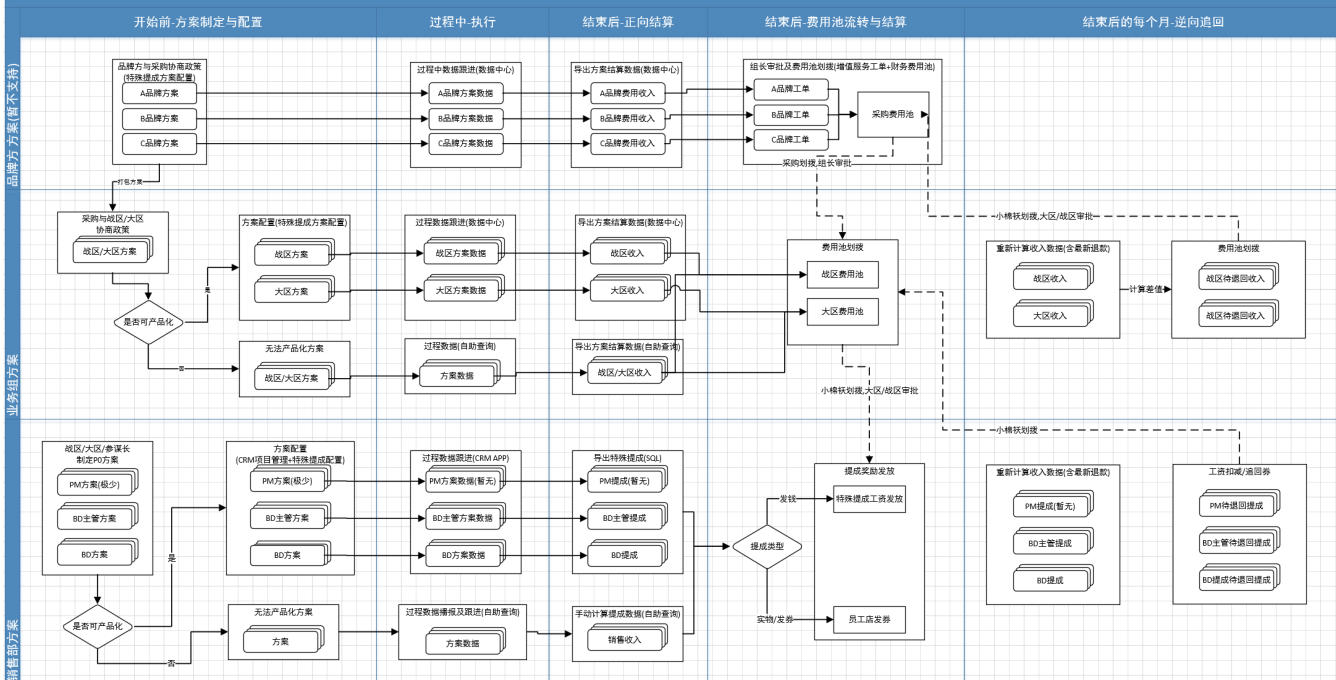 开始前-方案制定与配置
过程中-执行
结束后-正向结算
结束后-费用池流转与结算
结束后的每个月-逆向追回
品牌方 方案(暂不支持)
品牌方与采购协商政策
(特殊提成方案配置)
A品牌方案
B品牌方案
C品牌方案
过程中数据跟进(数据中心)
A品牌方案数据
B品牌方案数据
C品牌方案数据
导出方案结算数据(数据中心)
A品牌费用收入
B品牌费用收入
C品牌费用收入
组长审批及费用池划拨(增值服务工单+财务费用池)
A品牌工单
B品牌工单
C品牌工单
采购费用池
采购划拨,组长审批
打包方案
业务组方案
采购与战区/大区
协商政策
战区/大区方案
是否可产品化
是
否
方案配置(特殊提成方案配置)
战区方案
大区方案
无法产品化方案
战区/大区方案
过程数据跟进(数据中心)
战区方案数据
大区方案数据
过程数据(自助查询)
方案数据
导出方案结算数据(数据中心)
战区收入
大区收入
导出方案结算数据(自助查询)
战区/大区收入
费用池划拨
战区费用池
大区费用池
小棉袄划拨,大区/战区审批
小棉袄划拨,大区/战区审批
重新计算收入数据(含最新退款)
战区收入
大区收入
计算差值
费用池划拨
战区待退回收入
战区待退回收入
销售部方案
战区/大区/参谋长
制定P0方案
PM方案(极少)
BD主管方案
BD方案
是否可产品化
是
否
方案配置
(CRM项目管理+特殊提成配置)
PM方案(极少)
BD主管方案
BD方案
无法产品化方案
方案
过程数据跟进(CRM APP)
PM方案数据(暂无)
BD主管方案数据
BD方案数据
过程数据播报及跟进(自助查询)
方案数据
导出特殊提成(SQL)
PM提成(暂无)
BD主管提成
BD提成
手动计算提成数据(自助查询)
销售收入
提成类型
发钱
实物/发券
提成奖励发放
特殊提成工资发放
员工店发券
小棉袄划拨
重新计算收入数据(含最新退款)
PM提成(暂无)
BD主管提成
BD提成
工资扣减/追回券
PM待退回提成
BD主管待退回提成
BD提成待退回提成